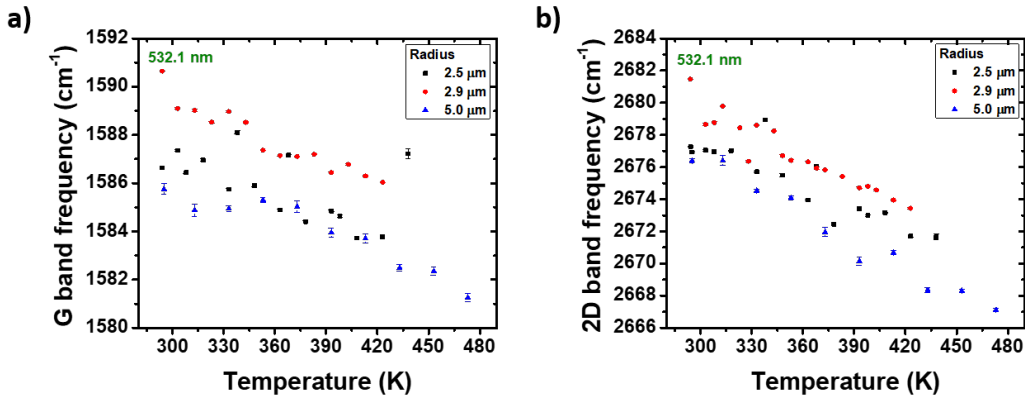 a)
1592
1590
1588
1586
1584
1582
1580
G band frequency (cm⁻¹)
532.1 nm
Radius
2.5 μm
2.9 μm
5.0 μm
300 330 360 390 420 450 480
Temperature (K)
b)
2684
2682
2680
2678
2676
2674
2672
2670
2668
2666
2D band frequency (cm⁻¹)
532.1 nm
Radius
2.5 μm
2.9 μm
5.0 μm
300 330 360 390 420 450 480
Temperature (K)